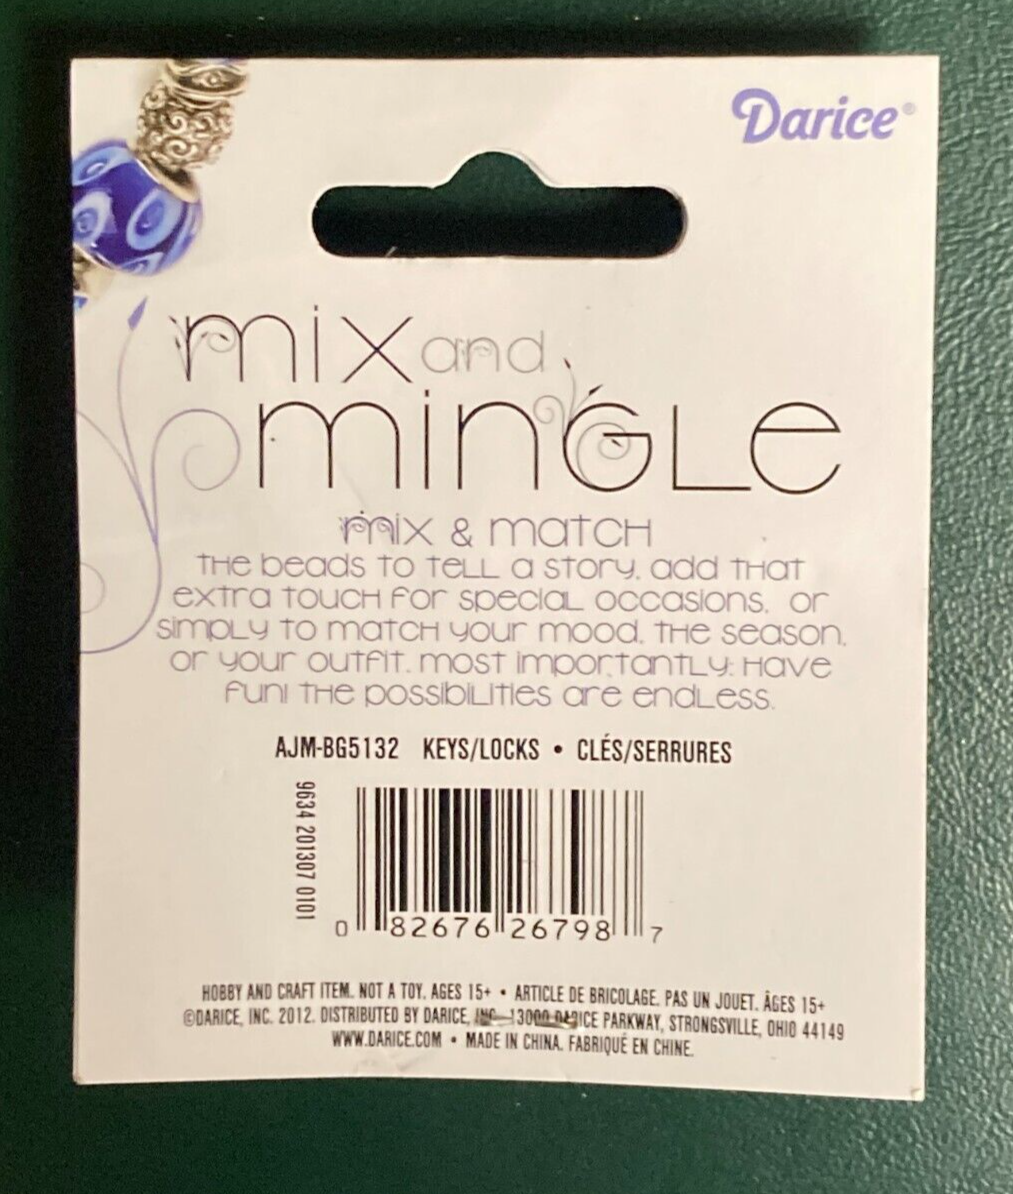 Darice®
mix and
minGLe
mix & match
THE beads TO TELL a STORY. add THAT
extra TOUCH FOR special occasions. or
simply TO maTCH your mood. THE season.
or your outfit. most importantly: Have
Fun! THE possibilities are endless.
AJM-BG5132 KEYS/LOCKS • CLÉS/SERRURES
9634 201307 0101
0 82676 26798 7
HOBBY AND CRAFT ITEM. NOT A TOY. AGES 15+ • ARTICLE DE BRICOLAGE. PAS UN JOUET. ÂGES 15+
©DARICE, INC. 2012. DISTRIBUTED BY DARICE, INC. 13000 DARICE PARKWAY, STRONGSVILLE, OHIO 44149
WWW.DARICE.COM • MADE IN CHINA. FABRIQUÉ EN CHINE.